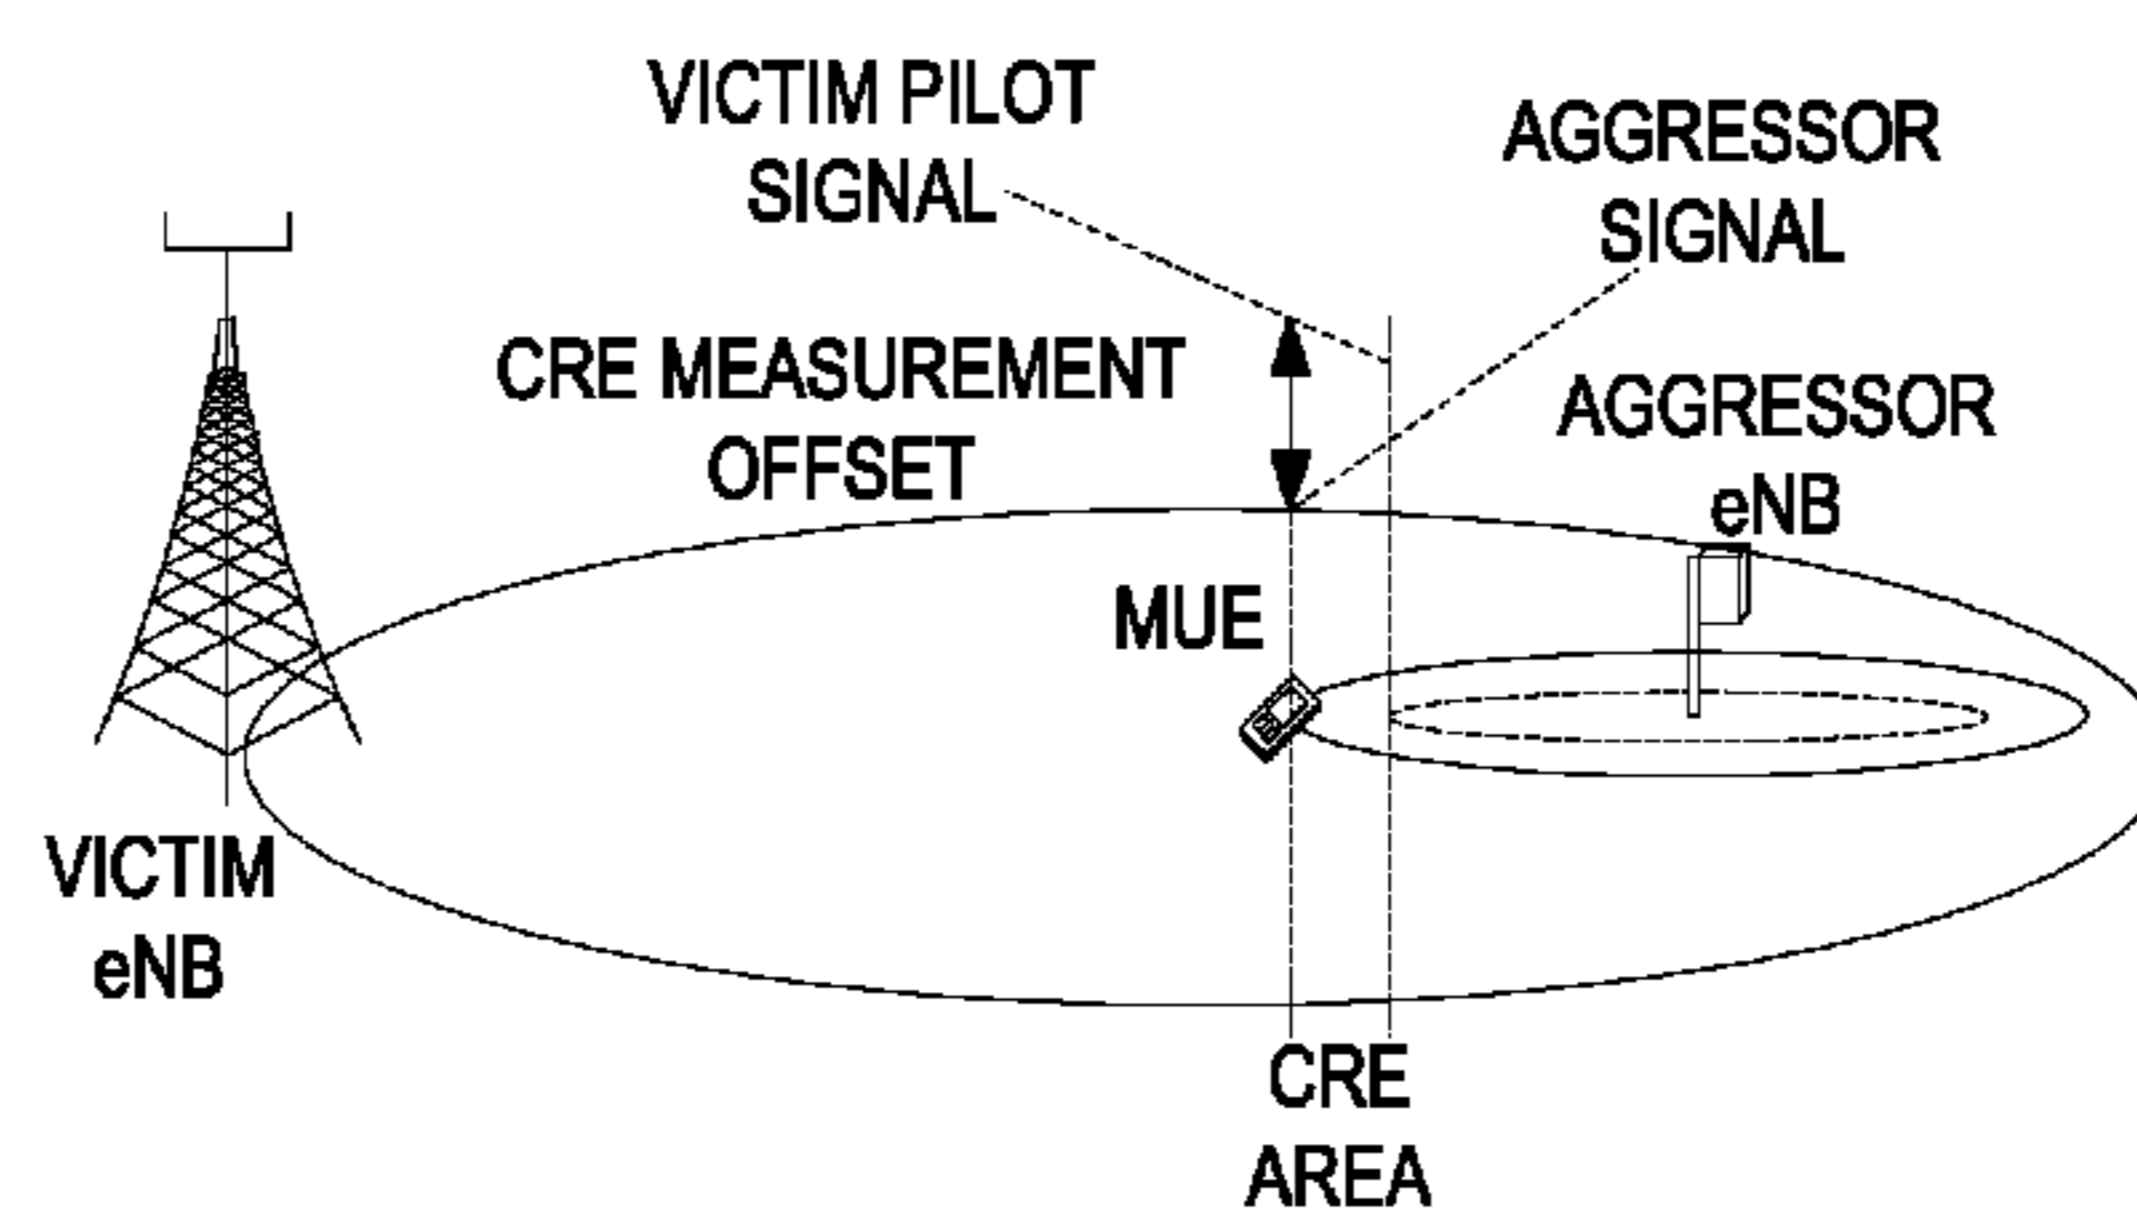 VICTIM PILOT
SIGNAL
AGGRESSOR
SIGNAL
CRE MEASUREMENT
OFFSET
AGGRESSOR
eNB
MUE
VICTIM
eNB
CRE
AREA